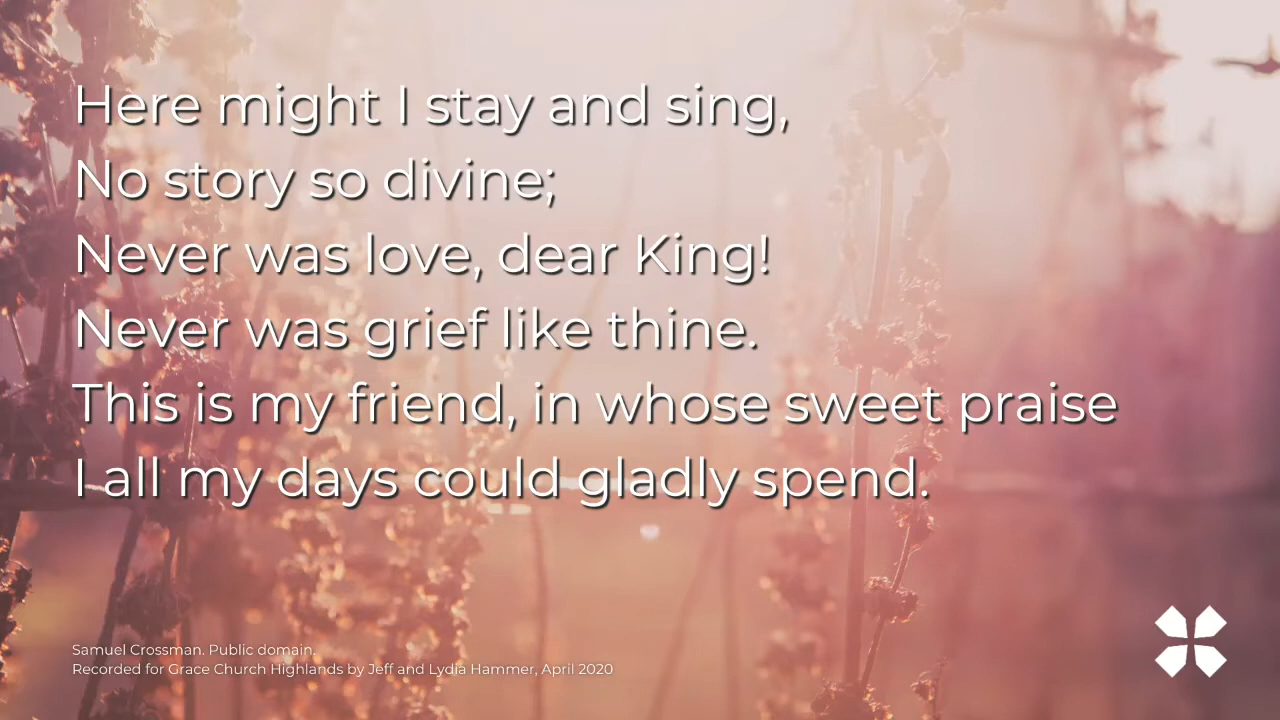 Here might I stay and sing,
No story so divine;
Never was love, dear King!
Never was grief like thine.
This is my friend, in whose sweet praise
I all my days could gladly spend.
Samuel Crossman. Public domain.
Recorded for Grace Church Highlands by Jeff and Lydia Hammer, April 2020